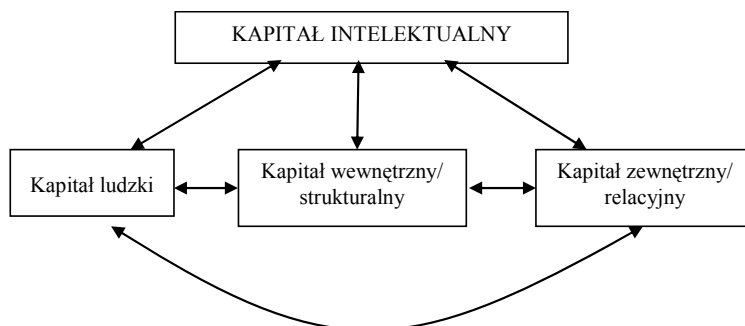 KAPITAŁ INTELEKTUALNY
Kapitał ludzki
Kapitał wewnętrzny/
strukturalny
Kapitał zewnętrzny/
relacyjny